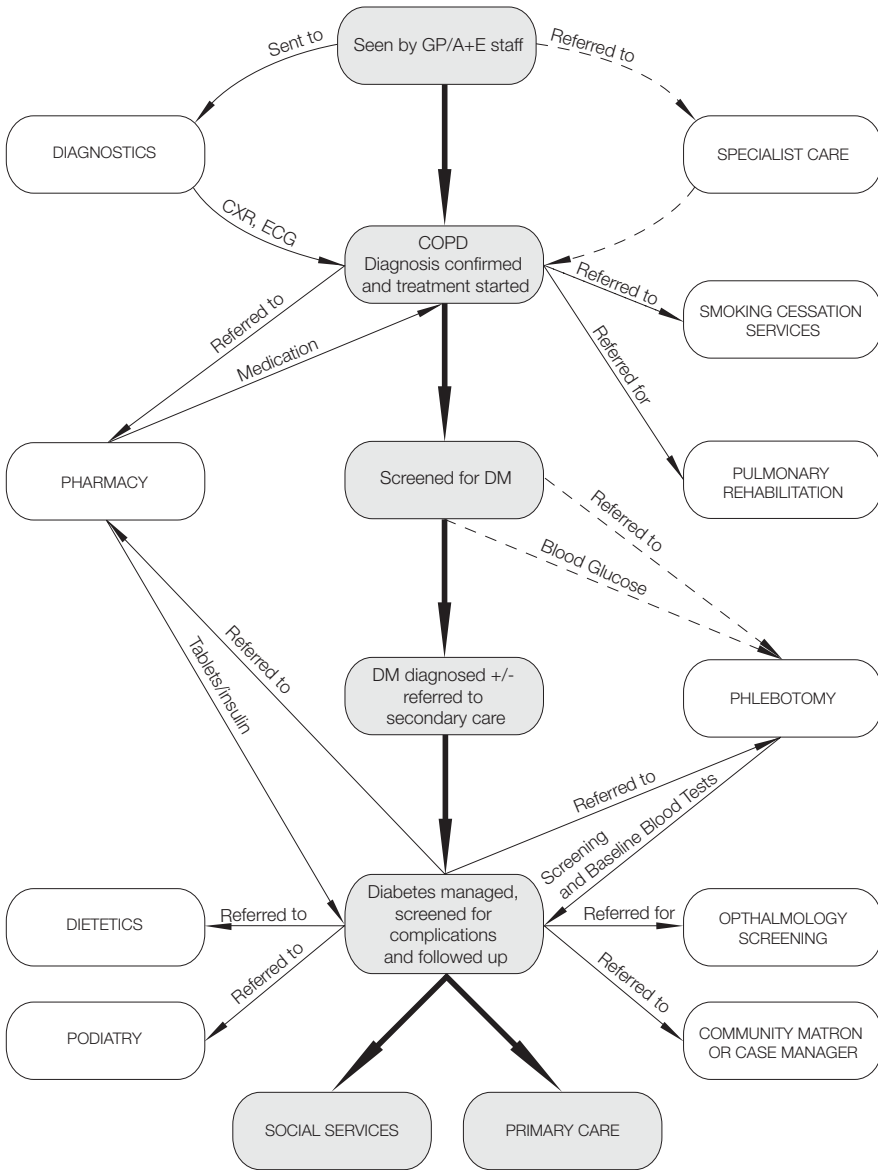 Seen by GP/A+E staff
Sent to
Referred to
DIAGNOSTICS
SPECIALIST CARE
CXR, ECG
COPD
Diagnosis confirmed
and treatment started
Referred to
Medication
Referred to
SMOKING CESSATION
SERVICES
Referred for
PHARMACY
Screened for DM
PULMONARY
REHABILITATION
Referred to
Blood Glucose
Tablets/insulin
Referred to
DM diagnosed +/-
referred to
secondary care
PHLEBOTOMY
Referred to
Screening
and Baseline Blood Tests
Diabetes managed,
screened for
complications
and followed up
DIETETICS
Referred to
Referred for
OPTHALMOLOGY
SCREENING
Referred to
Referred to
PODIATRY
COMMUNITY MATRON
OR CASE MANAGER
SOCIAL SERVICES
PRIMARY CARE